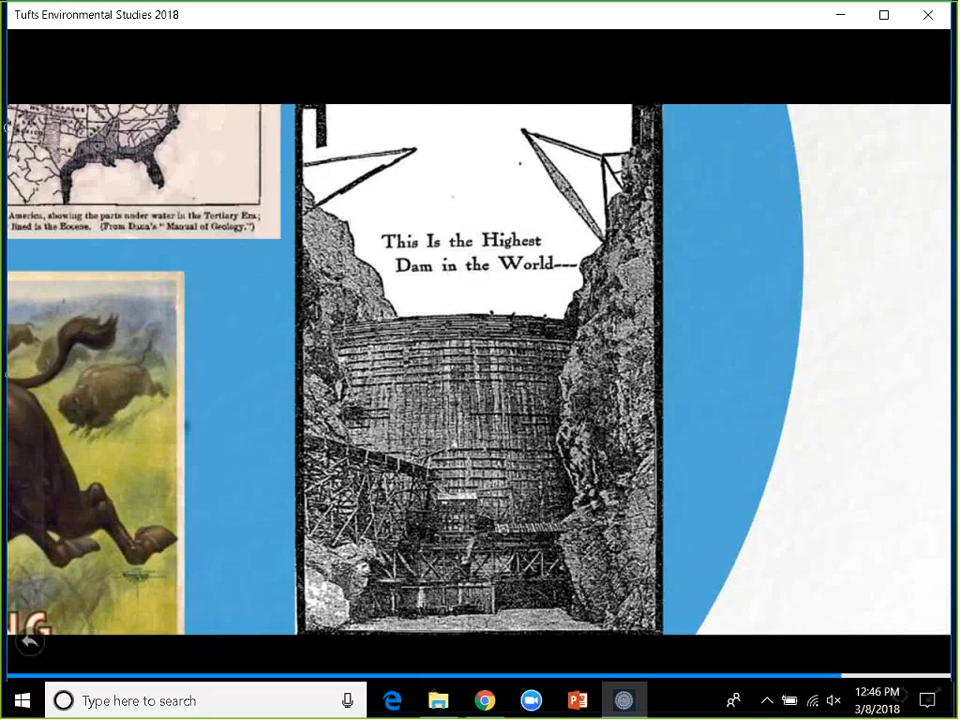 Tufts Environmental Studies 2018
America, showing the parts under water in the Tertiary Era;
lined is the Eocene. (From Dana's "Manual of Geology.")
This Is the Highest
Dam in the World---
NG
Type here to search
12:46 PM
3/8/2018